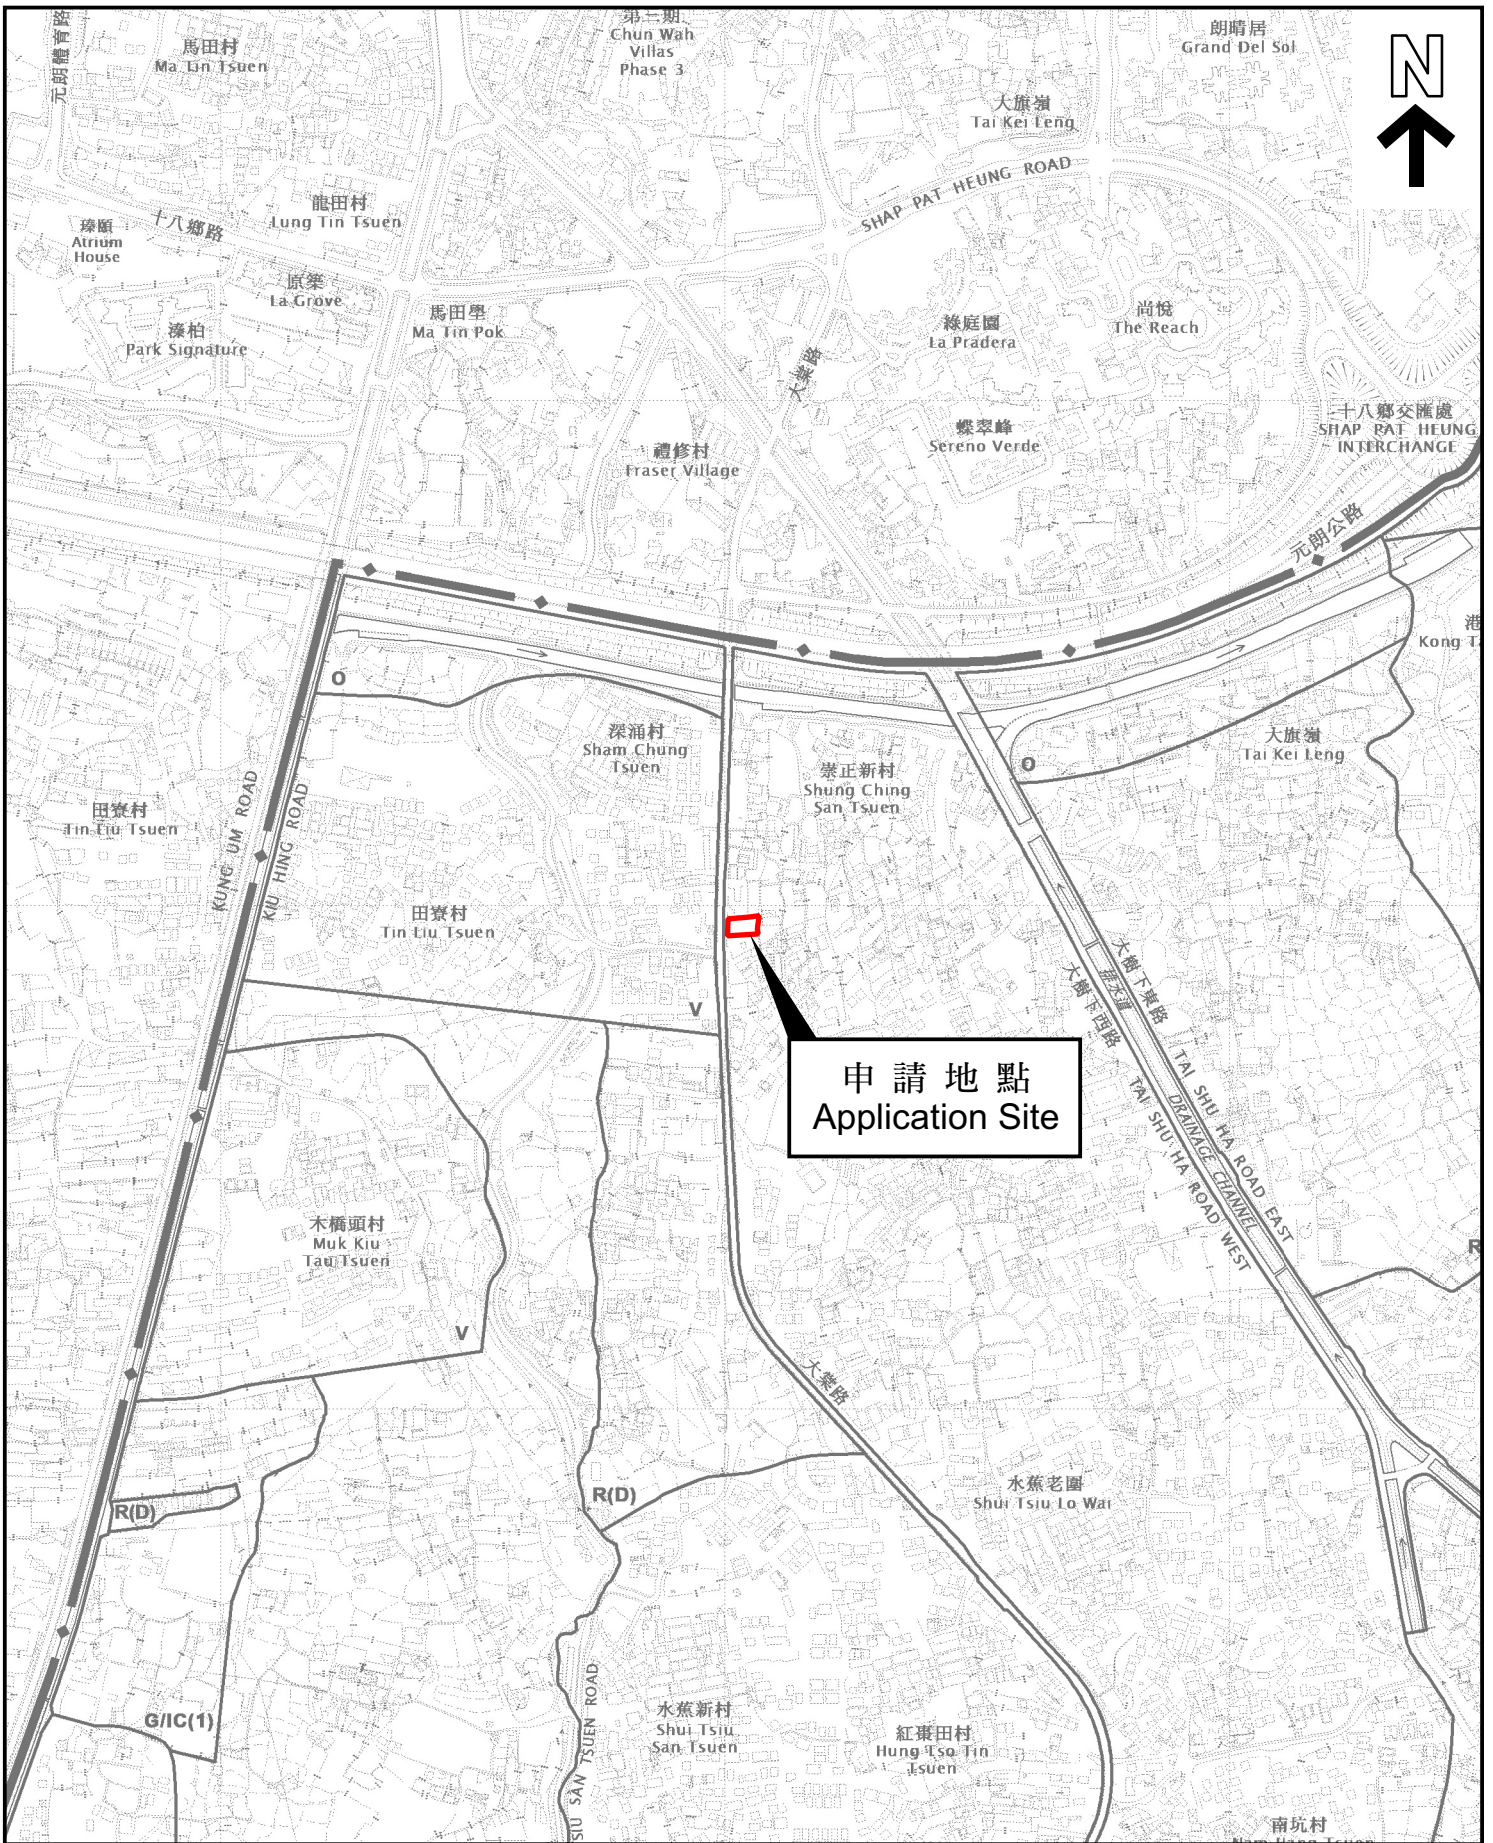 第三期
Chun Wah
Villas
Phase 3
朗晴居
Grand Del Sol
N
元朗體育路
馬田村
Ma Tin Tsuen
大旗嶺
Tai Kei Leng
SHAP PAT HEUNG ROAD
龍田村
Lung Tin Tsuen
十八鄉路
瑧頤
Atrium
House
原築
La Grove
馬田壆
Ma Tin Pok
溱柏
Park Signature
尚悅
The Reach
綠庭園
La Pradera
大棠路
蝶翠峰
Sereno Verde
十八鄉交匯處
SHAP PAT HEUNG
INTERCHANGE
禮修村
Fraser Village
元朗公路
港
Kong T
O
深涌村
Sham Chung
Tsuen
崇正新村
Shung Ching
San Tsuen
大旗嶺
Tai Kei Leng
O
田寮村
Tin Liu Tsuen
KUNG UM ROAD
KIU HING ROAD
田寮村
Tin Liu Tsuen
V
大樹下東路
TAI SHU HA ROAD EAST
排水道
DRAINAGE CHANNEL
大樹下西路
TAI SHU HA ROAD WEST
申請地點
Application Site
木橋頭村
Muk Kiu
Tau Tsuen
R
V
大棠路
水蕉老圍
Shui Tsiu Lo Wai
R(D)
R(D)
G/IC(1)
SIU SAN TSUEN ROAD
水蕉新村
Shui Tsiu
San Tsuen
紅棗田村
Hung Tso Tin
Tsuen
南坑村
Nam Hang Tsuen